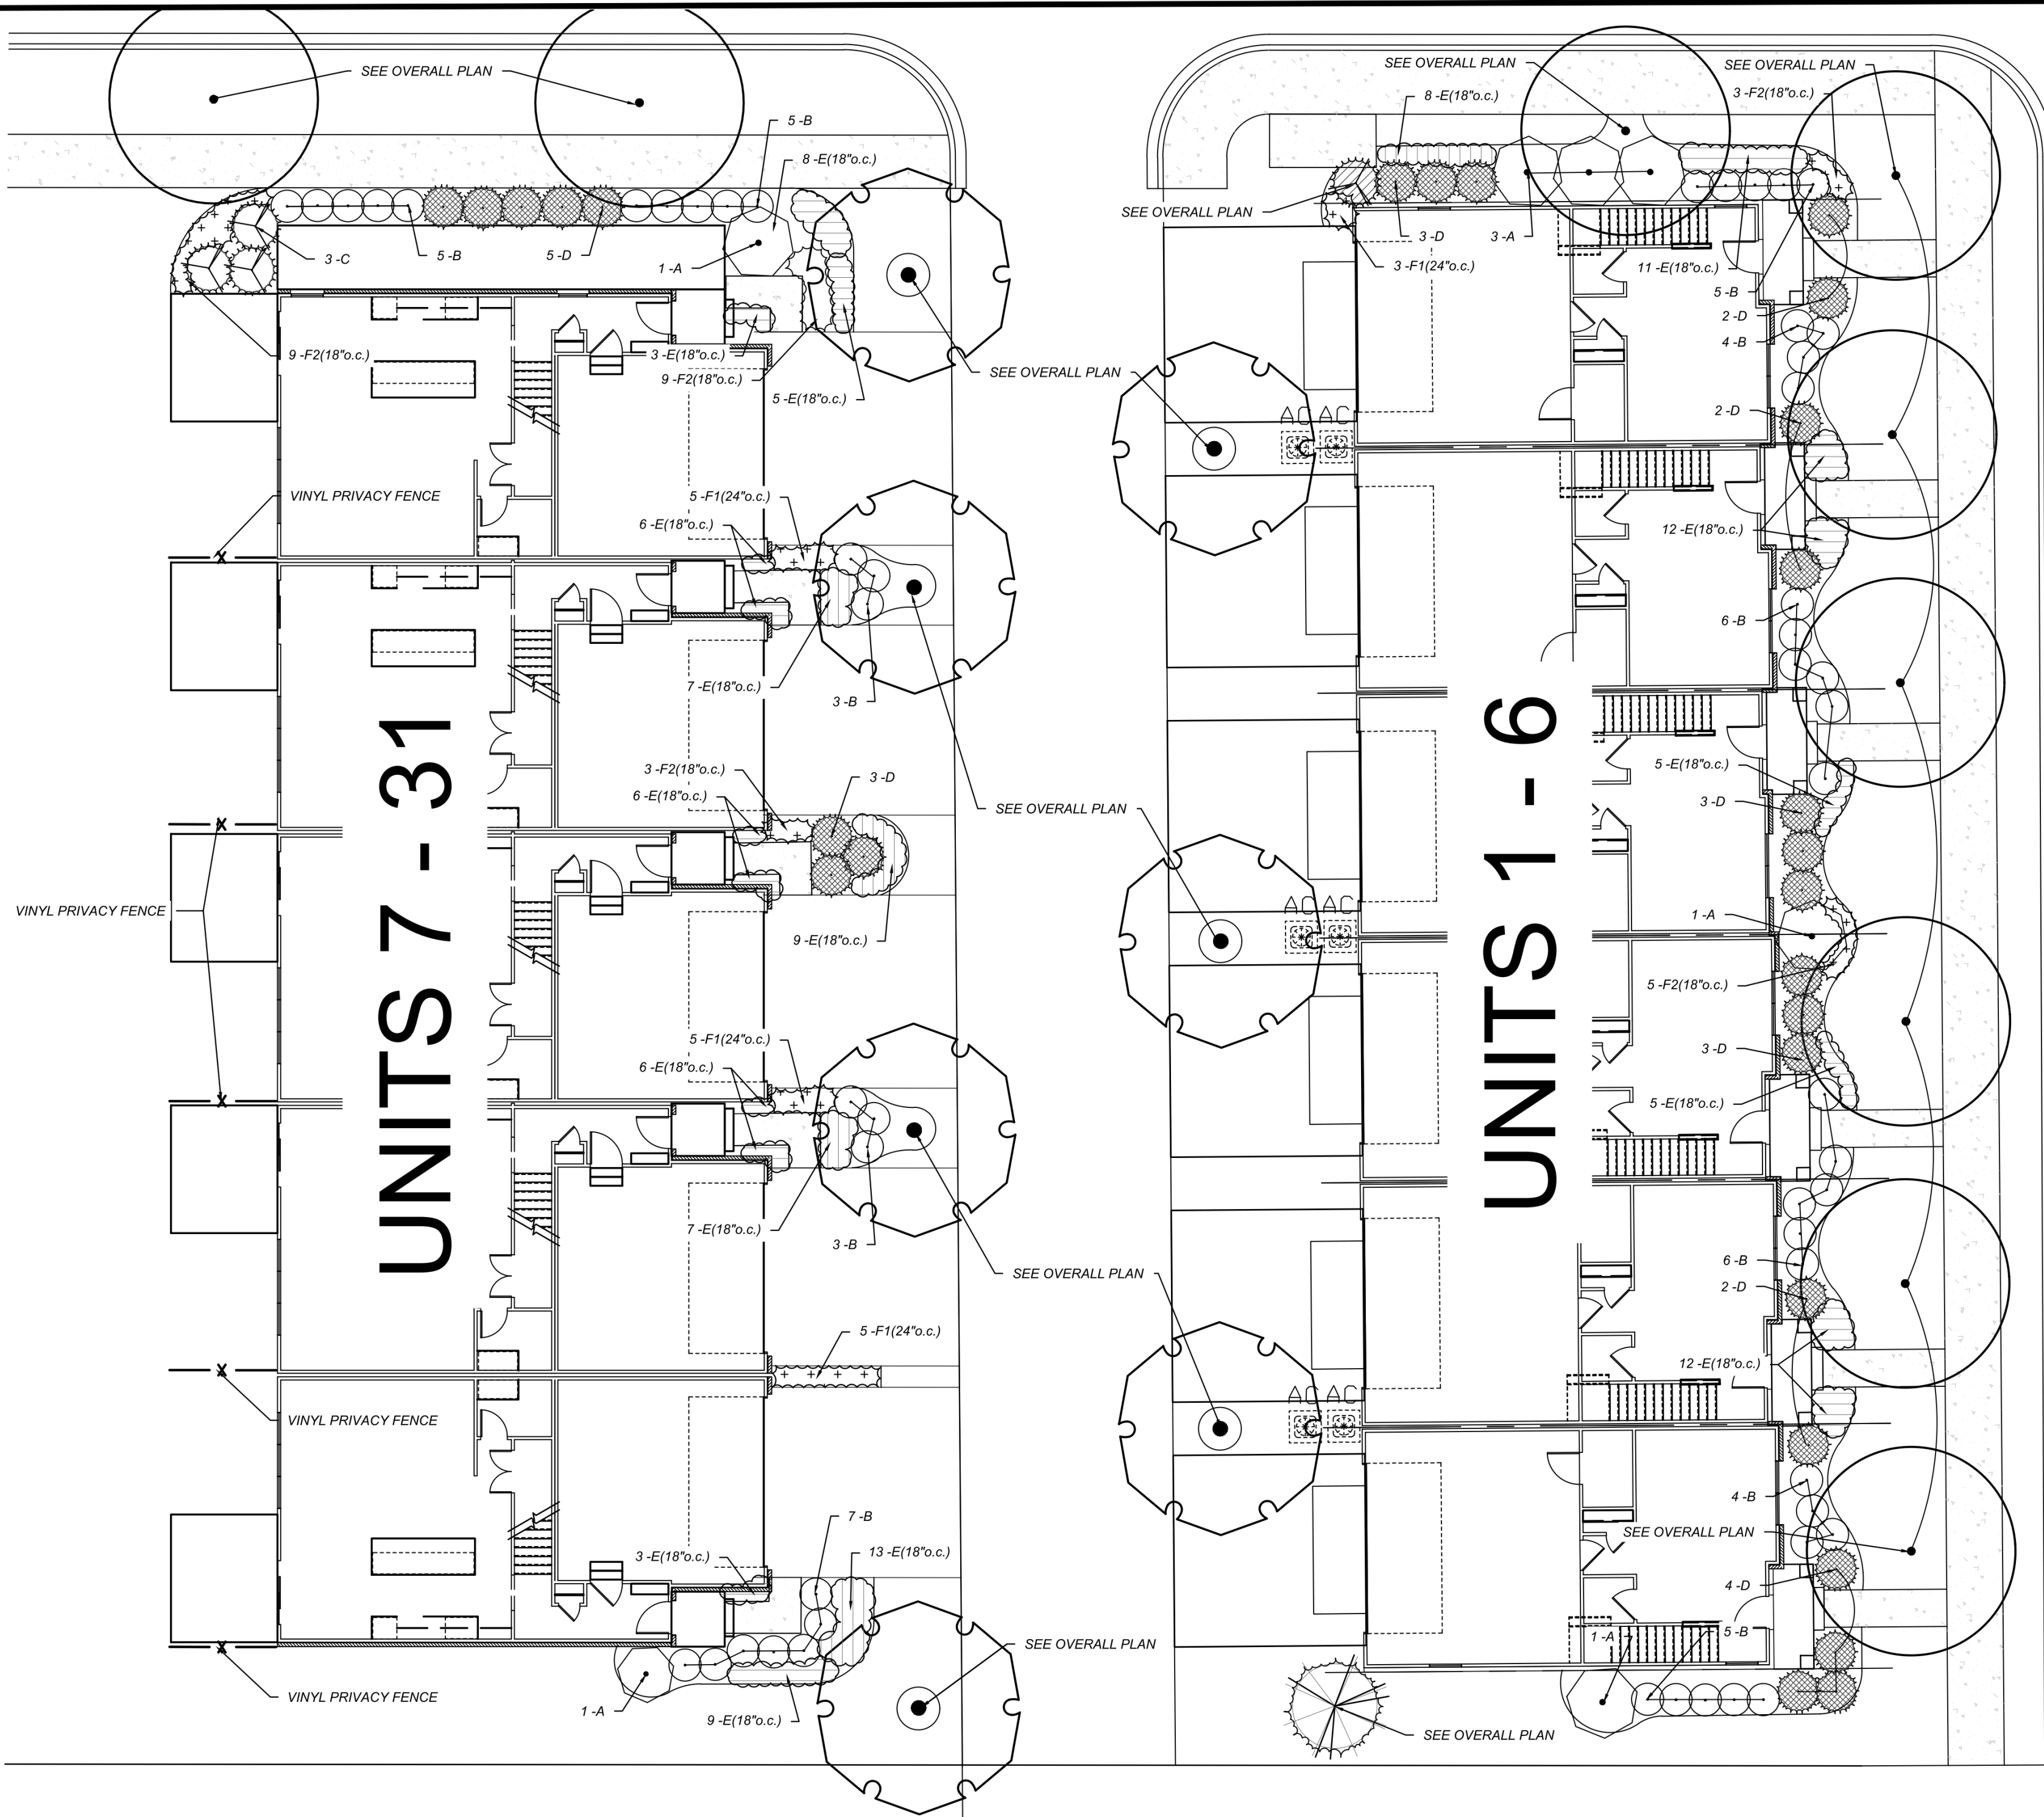 SEE OVERALL PLAN
5 -B
8 -E(18"o.c.)
3 -C
5 -B
5 -D
1 -A
9 -F2(18"o.c.)
3 -E(18"o.c.)
9 -F2(18"o.c.)
5 -E(18"o.c.)
SEE OVERALL PLAN
VINYL PRIVACY FENCE
5 -F1(24"o.c.)
6 -E(18"o.c.)
7 -E(18"o.c.)
3 -B
UNITS 7 - 31
3 -F2(18"o.c.)
3 -D
6 -E(18"o.c.)
SEE OVERALL PLAN
VINYL PRIVACY FENCE
9 -E(18"o.c.)
5 -F1(24"o.c.)
6 -E(18"o.c.)
7 -E(18"o.c.)
3 -B
SEE OVERALL PLAN
5 -F1(24"o.c.)
VINYL PRIVACY FENCE
7 -B
3 -E(18"o.c.)
13 -E(18"o.c.)
SEE OVERALL PLAN
VINYL PRIVACY FENCE
1 -A
9 -E(18"o.c.)
SEE OVERALL PLAN
SEE OVERALL PLAN
8 -E(18"o.c.)
3 -F2(18"o.c.)
SEE OVERALL PLAN
3 -D
3 -A
3 -F1(24"o.c.)
11 -E(18"o.c.)
5 -B
2 -D
4 -B
2 -D
AC AC
12 -E(18"o.c.)
6 -B
UNITS 1 - 6
5 -E(18"o.c.)
3 -D
AC AC
1 -A
5 -F2(18"o.c.)
3 -D
5 -E(18"o.c.)
6 -B
2 -D
12 -E(18"o.c.)
AC AC
4 -B
SEE OVERALL PLAN
4 -D
1 -A
5 -B
SEE OVERALL PLAN